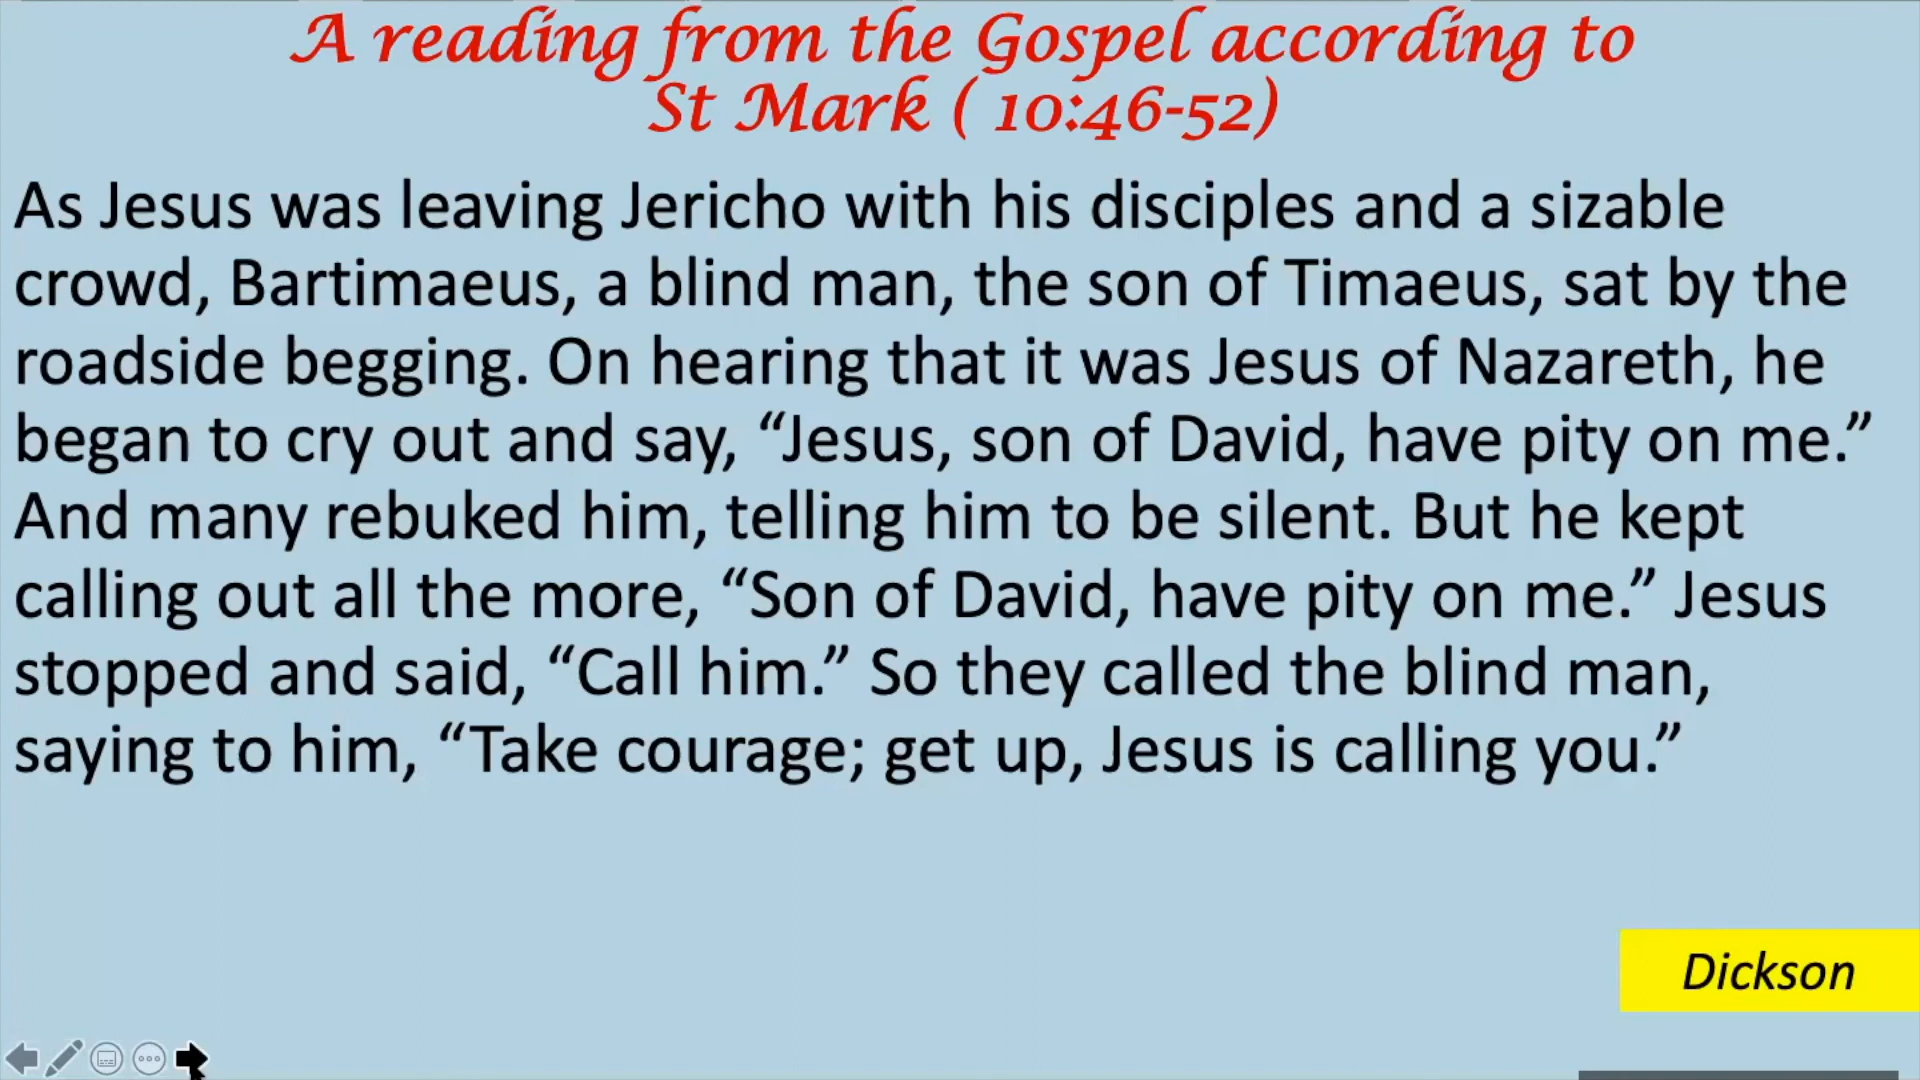 A reading from the Gospel according to
St Mark ( 10:46-52)
As Jesus was leaving Jericho with his disciples and a sizable
crowd, Bartimaeus, a blind man, the son of Timaeus, sat by the
roadside begging. On hearing that it was Jesus of Nazareth, he
began to cry out and say, “Jesus, son of David, have pity on me.”
And many rebuked him, telling him to be silent. But he kept
calling out all the more, “Son of David, have pity on me.” Jesus
stopped and said, “Call him.” So they called the blind man,
saying to him, “Take courage; get up, Jesus is calling you.”
Dickson